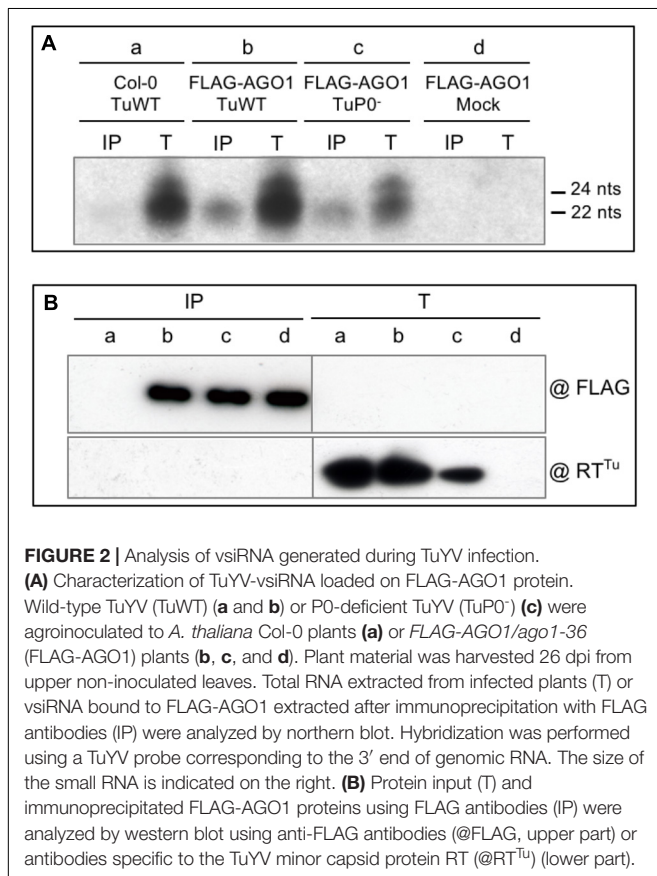 A
a b c d
Col-0 FLAG-AGO1 FLAG-AGO1 FLAG-AGO1
TuWT TuWT TuP0⁻ Mock
IP T IP T IP T IP T
24 nts
22 nts
B
IP T
a b c d a b c d
@ FLAG
@ RTᵀᵘ
FIGURE 2 | Analysis of vsiRNA generated during TuYV infection.
(A) Characterization of TuYV-vsiRNA loaded on FLAG-AGO1 protein.
Wild-type TuYV (TuWT) (a and b) or P0-deficient TuYV (TuP0⁻) (c) were
agroinoculated to A. thaliana Col-0 plants (a) or FLAG-AGO1/ago1-36
(FLAG-AGO1) plants (b, c, and d). Plant material was harvested 26 dpi from
upper non-inoculated leaves. Total RNA extracted from infected plants (T) or
vsiRNA bound to FLAG-AGO1 extracted after immunoprecipitation with FLAG
antibodies (IP) were analyzed by northern blot. Hybridization was performed
using a TuYV probe corresponding to the 3′ end of genomic RNA. The size of
the small RNA is indicated on the right. (B) Protein input (T) and
immunoprecipitated FLAG-AGO1 proteins using FLAG antibodies (IP) were
analyzed by western blot using anti-FLAG antibodies (@FLAG, upper part) or
antibodies specific to the TuYV minor capsid protein RT (@RTᵀᵘ) (lower part).